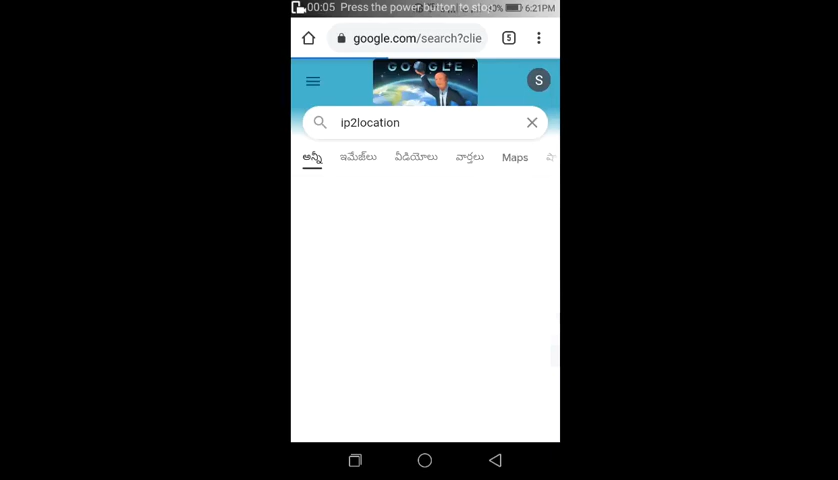 00:05 Press the power button to sto 6:21PM
google.com/search?clie 5
GOOGLE
S
ip2location
అన్నీ ఇమేజ్‌లు వీడియోలు వార్తలు Maps